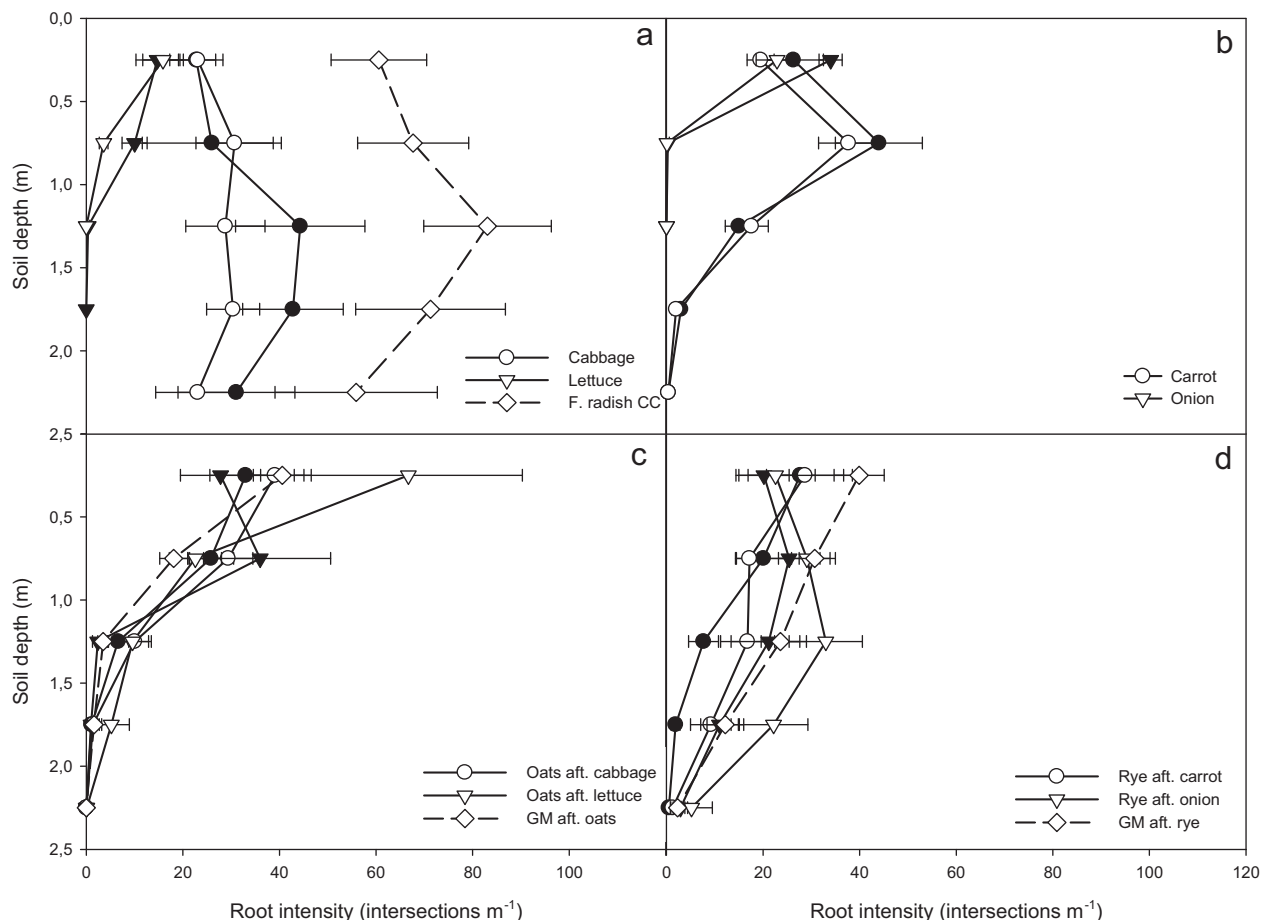 a
b
0,0
0,5
1,0
1,5
2,0
2,5
Soil depth (m)
Cabbage
Lettuce
F. radish CC
Carrot
Onion
c
d
0,5
1,0
1,5
2,0
2,5
Soil depth (m)
Oats aft. cabbage
Oats aft. lettuce
GM aft. oats
Rye aft. carrot
Rye aft. onion
GM aft. rye
0 20 40 60 80 100 0 20 40 60 80 100 120
Root intensity (intersections m⁻¹) Root intensity (intersections m⁻¹)